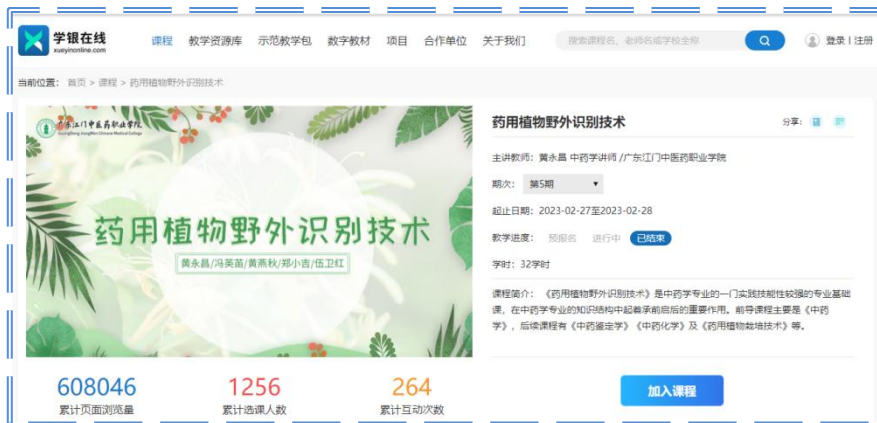 学银在线
xueyinonline.com
课程 教学资源库 示范教学包 数字教材 项目 合作单位 关于我们
搜索课程名、老师名或学校全称
登录 | 注册
当前位置： 首页 > 课程 > 药用植物野外识别技术
广东江门中医药职业学院
Guangdong Jiangmen Chinese Medical College
药用植物野外识别技术
黄永昌/冯英苗/黄燕秋/郑小吉/伍卫红
药用植物野外识别技术
分享：
主讲教师：黄永昌 中药学讲师 /广东江门中医药职业学院
期次： 第5期
起止日期：2023-02-27至2023-02-28
教学进度： 预报名 进行中 已结束
学时：32学时
课程简介： 《药用植物野外识别技术》是中药学专业的一门实践技能性较强的专业基础
课，在中药学专业的知识结构中起着承前启后的重要作用。前导课程主要是《中药
学》，后续课程有《中药鉴定学》《中药化学》及《药用植物栽培技术》等。
608046
累计页面浏览量
1256
累计选课人数
264
累计互动次数
加入课程